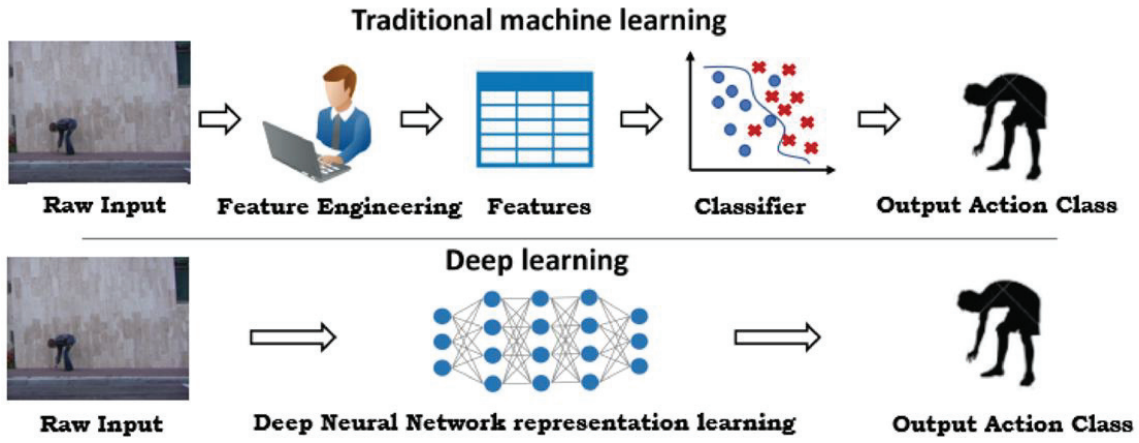 Traditional machine learning
Raw Input
Feature Engineering
Features
Classifier
Output Action Class
Deep learning
Raw Input
Deep Neural Network representation learning
Output Action Class